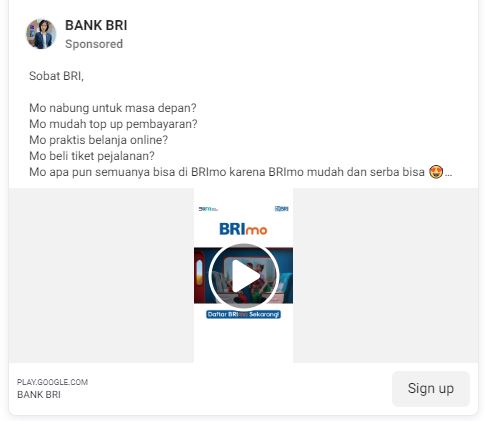 BANK BRI
Sponsored
Sobat BRI,
Mo nabung untuk masa depan?
Mo mudah top up pembayaran?
Mo praktis belanja online?
Mo beli tiket pejalanan?
Mo apa pun semuanya bisa di BRImo karena BRImo mudah dan serba bisa 😍...
BRImo
Daftar BRImo Sekarang!
PLAY.GOOGLE.COM
BANK BRI
Sign up